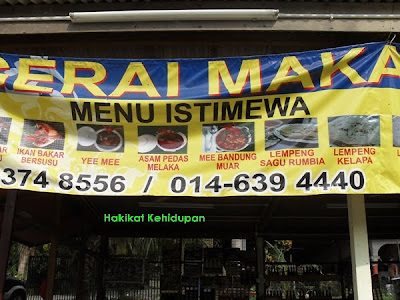 GERAI MAKA
MENU ISTIMEWA
IKAN BAKAR BERSUSU
YEE MEE
ASAM PEDAS MELAKA
MEE BANDUNG MUAR
LEMPENG SAGU RUMBIA
LEMPENG KELAPA
374 8556 / 014-639 4440
Hakikat Kehidupan